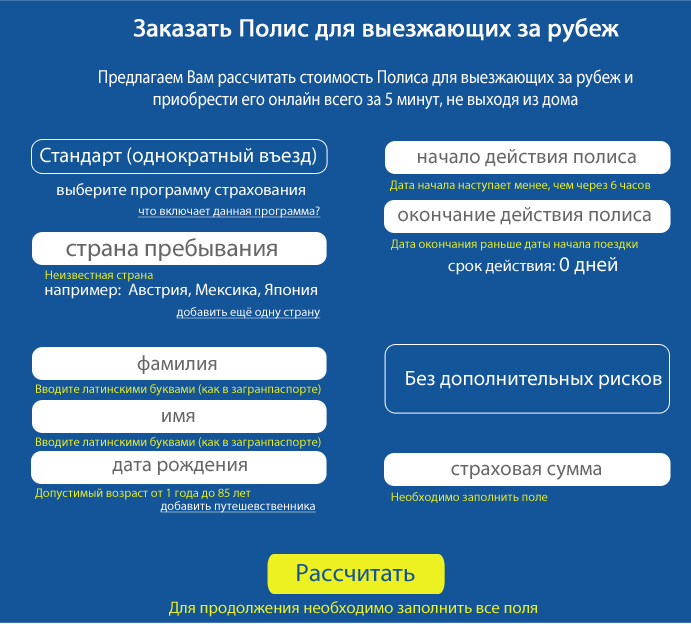 Заказать Полис для выезжающих за рубеж
Предлагаем Вам рассчитать стоимость Полиса для выезжающих за рубеж и
приобрести его онлайн всего за 5 минут, не выходя из дома
Стандарт (однократный въезд)
выберите программу страхования
что включает данная программа?
страна пребывания
Неизвестная страна
например: Австрия, Мексика, Япония
добавить ещё одну страну
фамилия
Вводите латинскими буквами (как в загранпаспорте)
имя
Вводите латинскими буквами (как в загранпаспорте)
дата рождения
Допустимый возраст от 1 года до 85 лет
добавить путешевственника
начало действия полиса
Дата начала наступает менее, чем через 6 часов
окончание действия полиса
Дата окончания раньше даты начала поездки
срок действия: 0 дней
Без дополнительных рисков
страховая сумма
Необходимо заполнить поле
Рассчитать
Для продолжения необходимо заполнить все поля